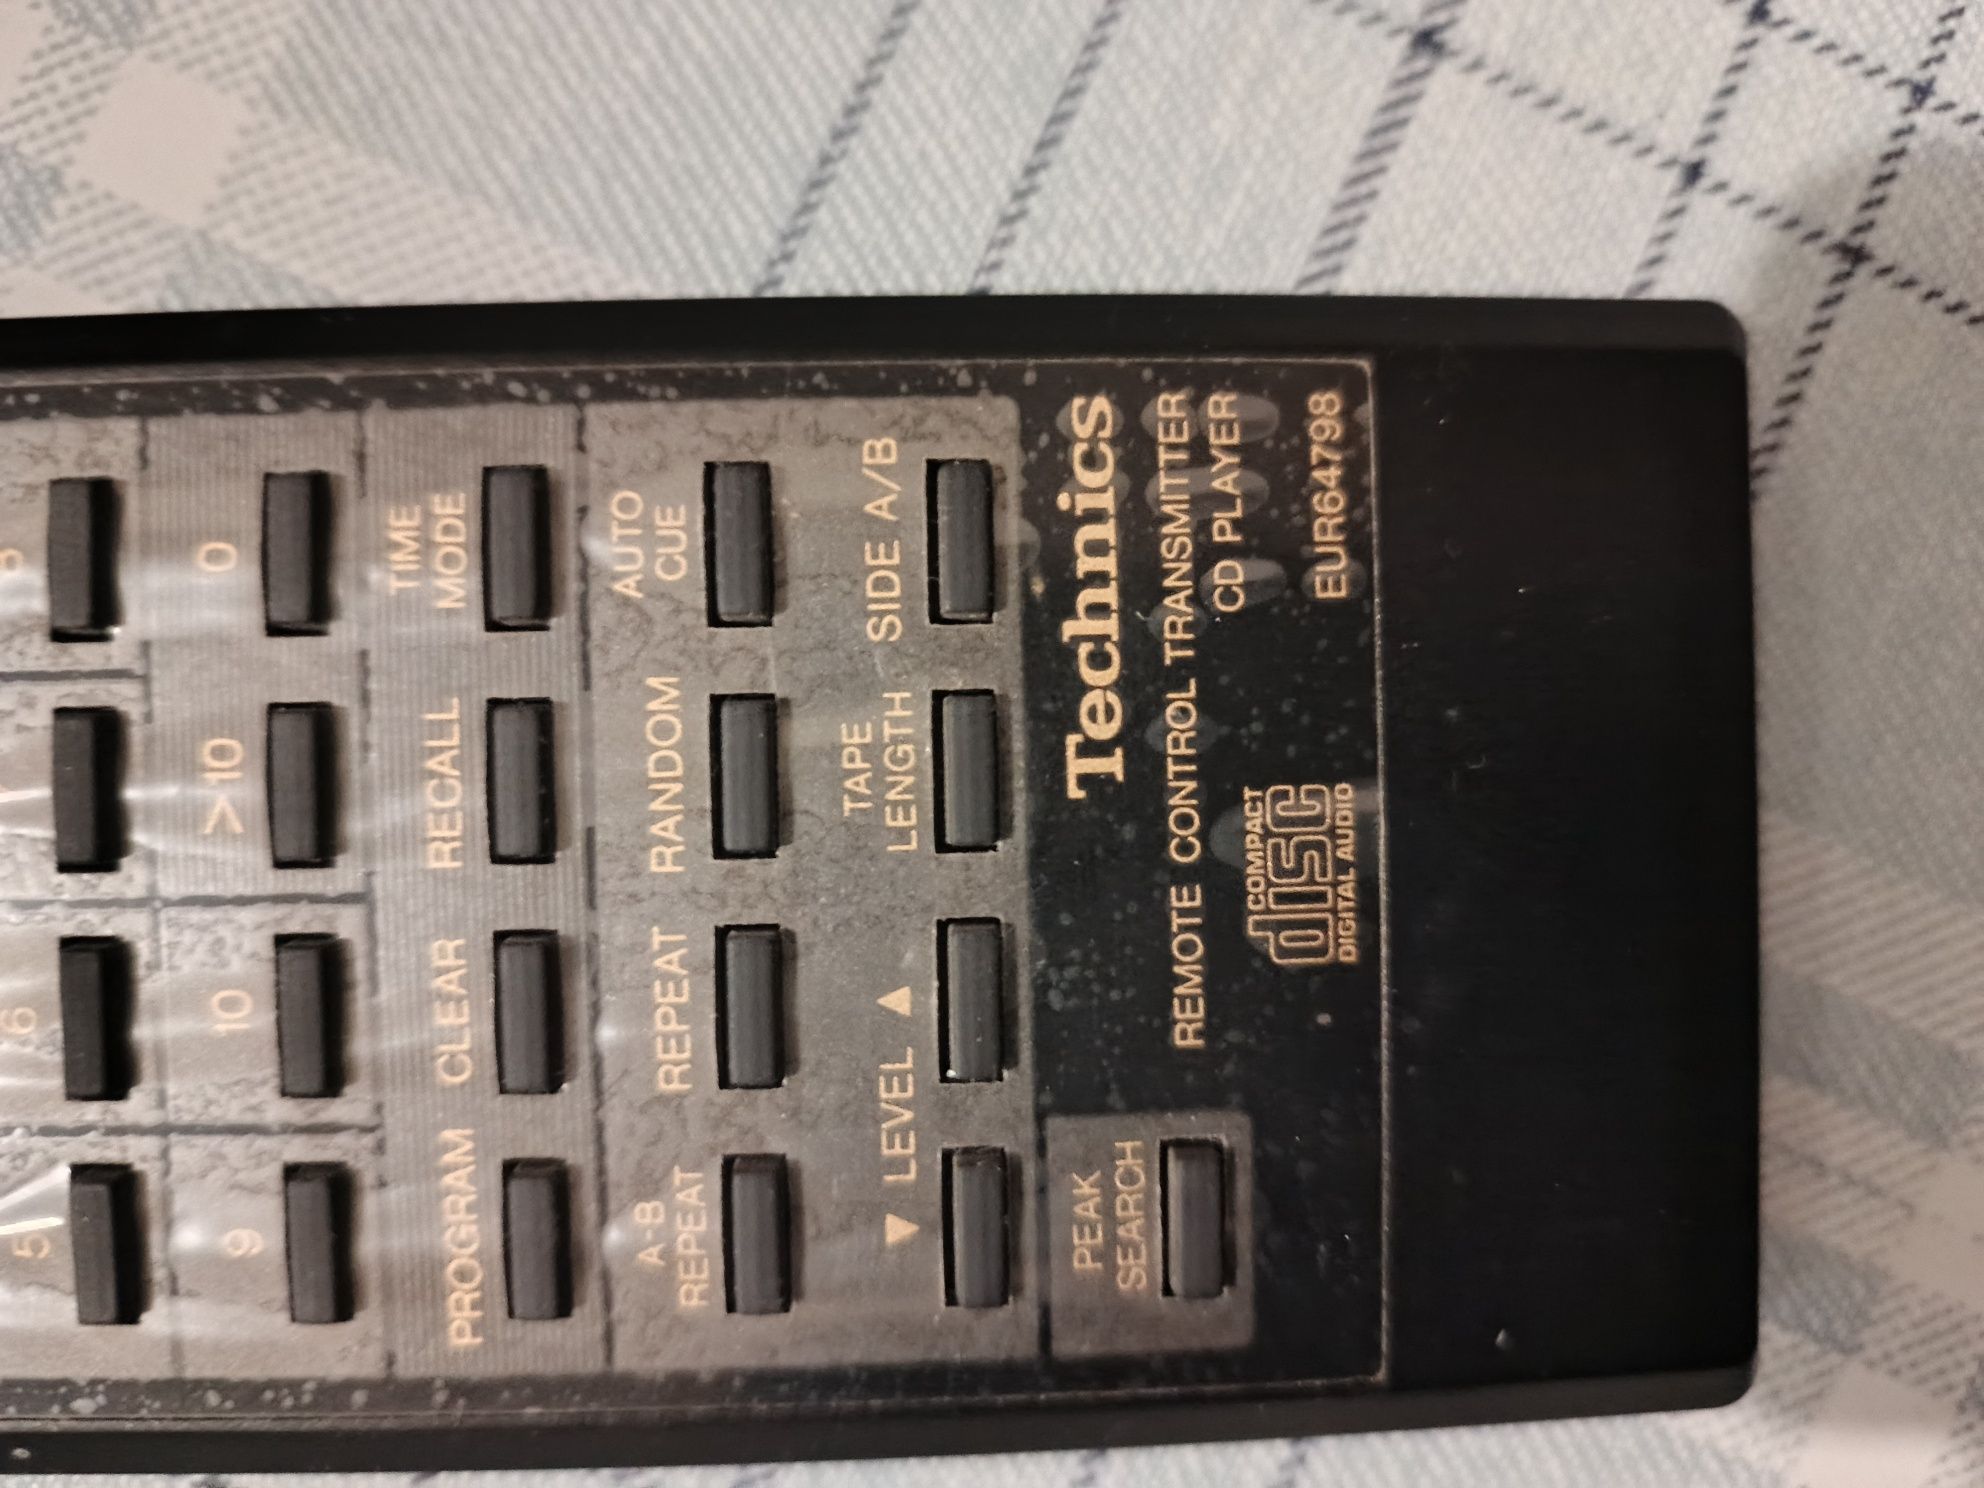 5 6
9 10 >10 0
PROGRAM CLEAR RECALL TIME
MODE
A-B
REPEAT REPEAT RANDOM AUTO
CUE
▼ LEVEL ▲ TAPE
LENGTH SIDE A/B
PEAK
SEARCH
Technics
REMOTE CONTROL TRANSMITTER
CD PLAYER
COMPACT
disc
DIGITAL AUDIO
EUR64798